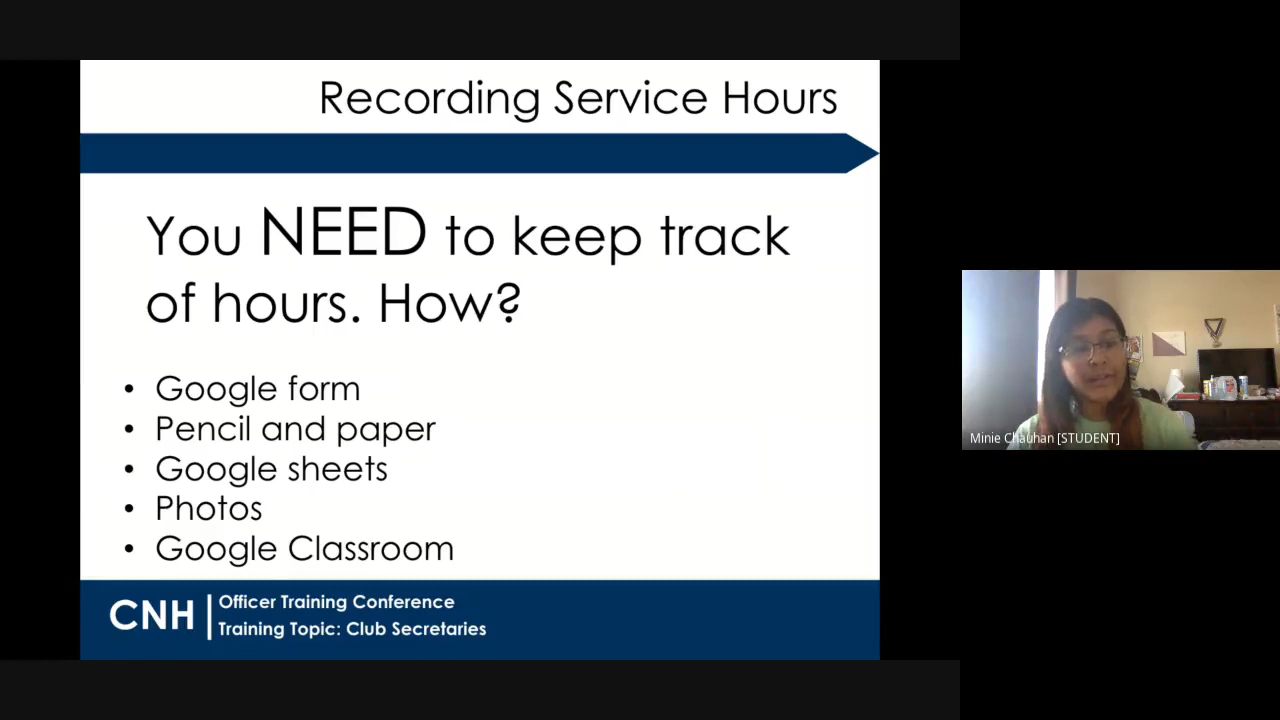 Recording Service Hours
You NEED to keep track
of hours. How?
• Google form
• Pencil and paper
• Google sheets
• Photos
• Google Classroom
CNH
Officer Training Conference
Training Topic: Club Secretaries
Minie Chauhan [STUDENT]